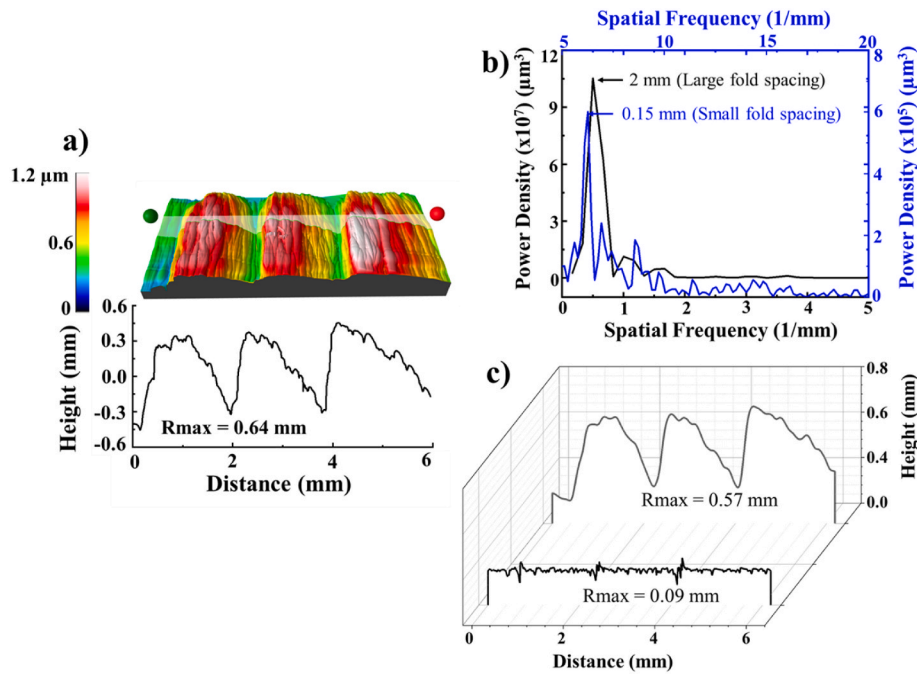 a)
1.2 µm
0.6
0
0.6
0.3
0.0
-0.3
-0.6
Height (mm)
Rmax = 0.64 mm
0 2 4 6
Distance (mm)
b)
Spatial Frequency (1/mm)
5 10 15 20
12
9
6
3
0
Power Density (x10⁷) (µm³)
2 mm (Large fold spacing)
0.15 mm (Small fold spacing)
8
6
4
2
0
Power Density (x10⁵) (µm³)
0 1 2 3 4 5
Spatial Frequency (1/mm)
c)
0.8
0.6
0.4
0.0
Height (mm)
Rmax = 0.57 mm
Rmax = 0.09 mm
0 2 4 6
Distance (mm)